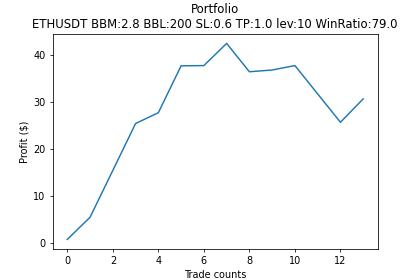 Portfolio
ETHUSDT BBM:2.8 BBL:200 SL:0.6 TP:1.0 lev:10 WinRatio:79.0
40
30
20
10
0
Profit ($)
0 2 4 6 8 10 12
Trade counts